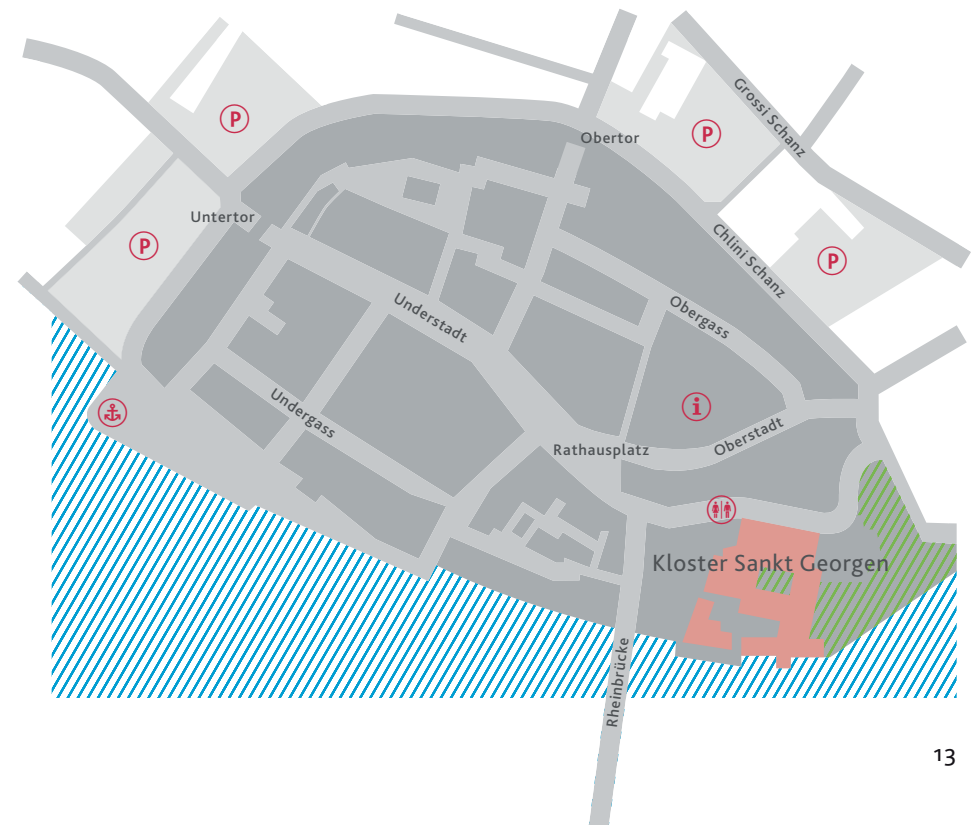 P
P
Grossi Schanz
Obertor
Untertor
P
P
Chlini Schanz
Understadt
Obergass
Undergass
i
Oberstadt
Rathausplatz
Kloster Sankt Georgen
Rheinbrücke
13